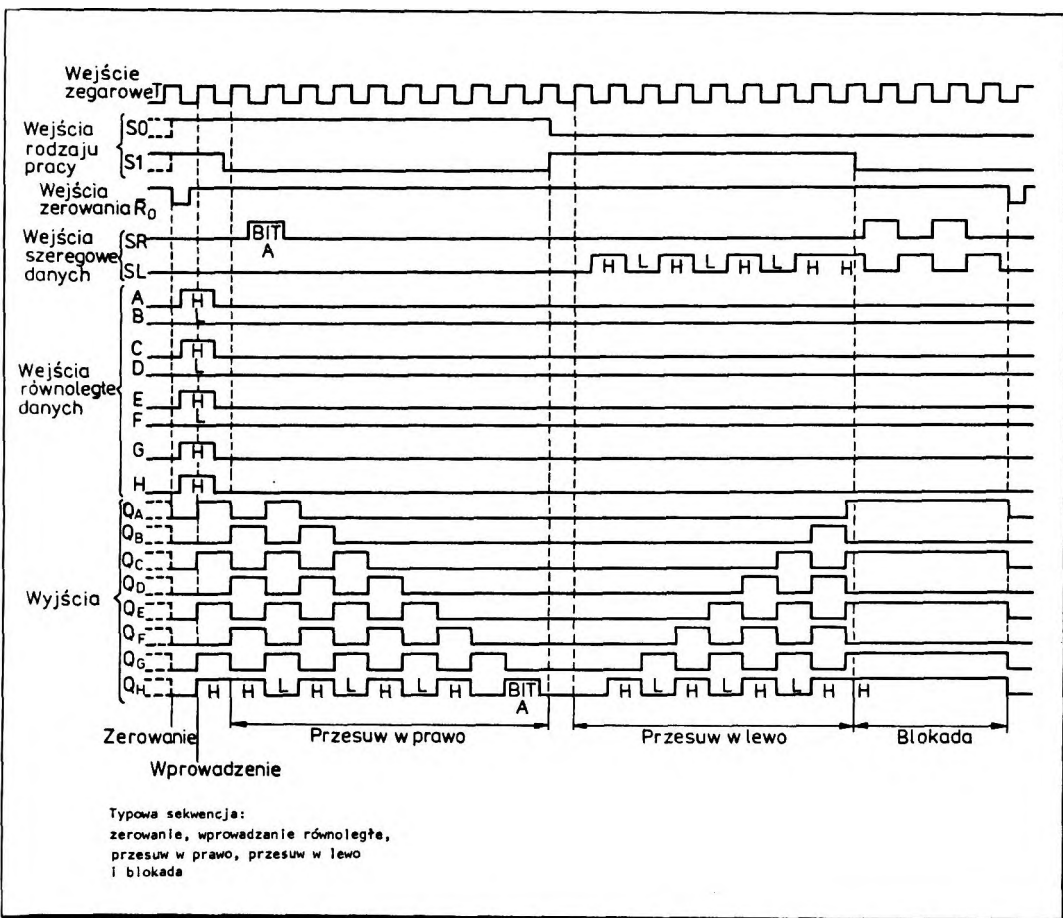 Wejście
zegarowe T
Wejścia
rodzaju
pracy
S0
S1
Wejścia
zerowania R̅₀
Wejścia
szeregowe
danych
SR
BIT
A
SL
H L H L H L H H
Wejścia
równoległe
danych
A H
B L
C H
D L
E H
F L
G H
H H
Wyjścia
QA
QB
QC
QD
QE
QF
QG
QH H H L H L H L H BIT H L H L H L H H
A
Zerowanie
Przesuw w prawo
Przesuw w lewo
Blokada
Wprowadzenie
Typowa sekwencja:
zerowanie, wprowadzanie równoległe,
przesuw w prawo, przesuw w lewo
i blokada